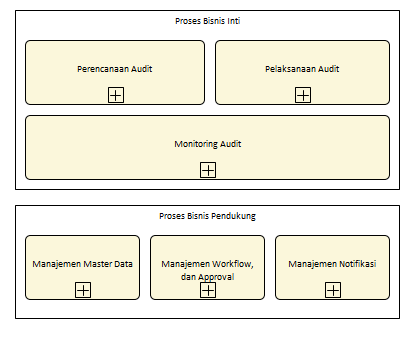 Proses Bisnis Inti
Perencanaan Audit
Pelaksanaan Audit
Monitoring Audit
Proses Bisnis Pendukung
Manajemen Master Data
Manajemen Workflow,
dan Approval
Manajemen Notifikasi